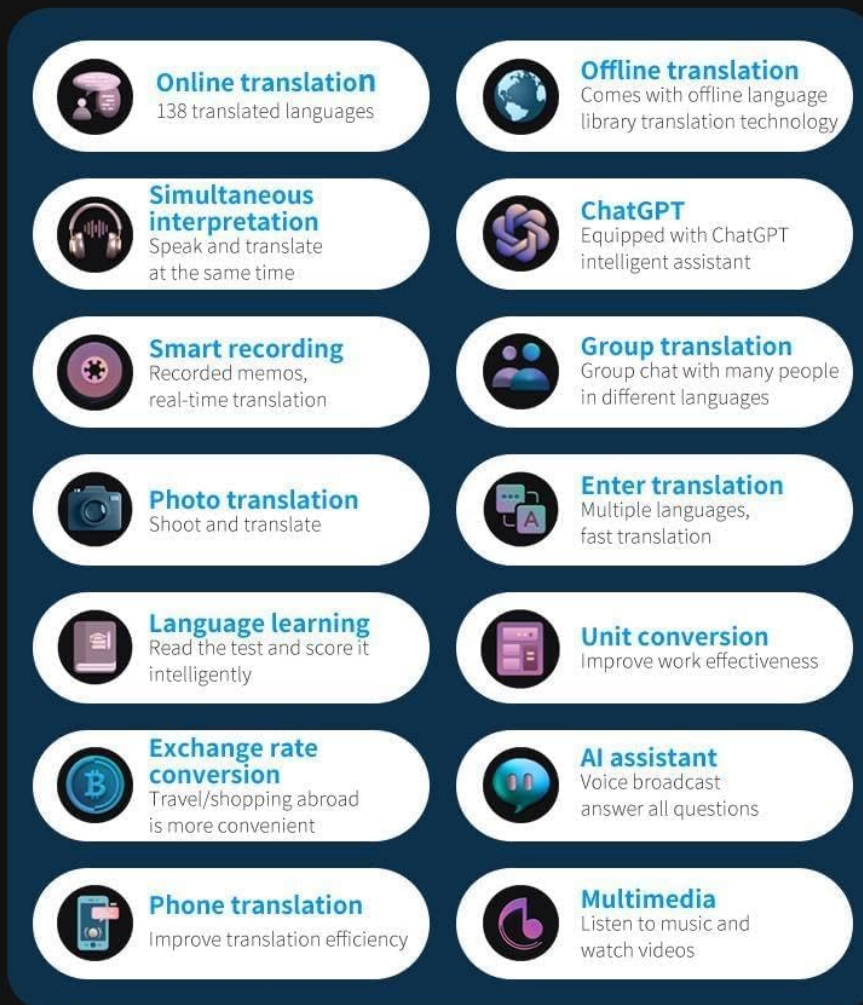 Online translation
138 translated languages
Offline translation
Comes with offline language
library translation technology
Simultaneous
interpretation
Speak and translate
at the same time
ChatGPT
Equipped with ChatGPT
intelligent assistant
Smart recording
Recorded memos,
real-time translation
Group translation
Group chat with many people
in different languages
Photo translation
Shoot and translate
Enter translation
Multiple languages,
fast translation
A
Language learning
Read the test and score it
intelligently
Unit conversion
Improve work effectiveness
Exchange rate
conversion
Travel/shopping abroad
is more convenient
AI assistant
Voice broadcast
answer all questions
Phone translation
Improve translation efficiency
Multimedia
Listen to music and
watch videos